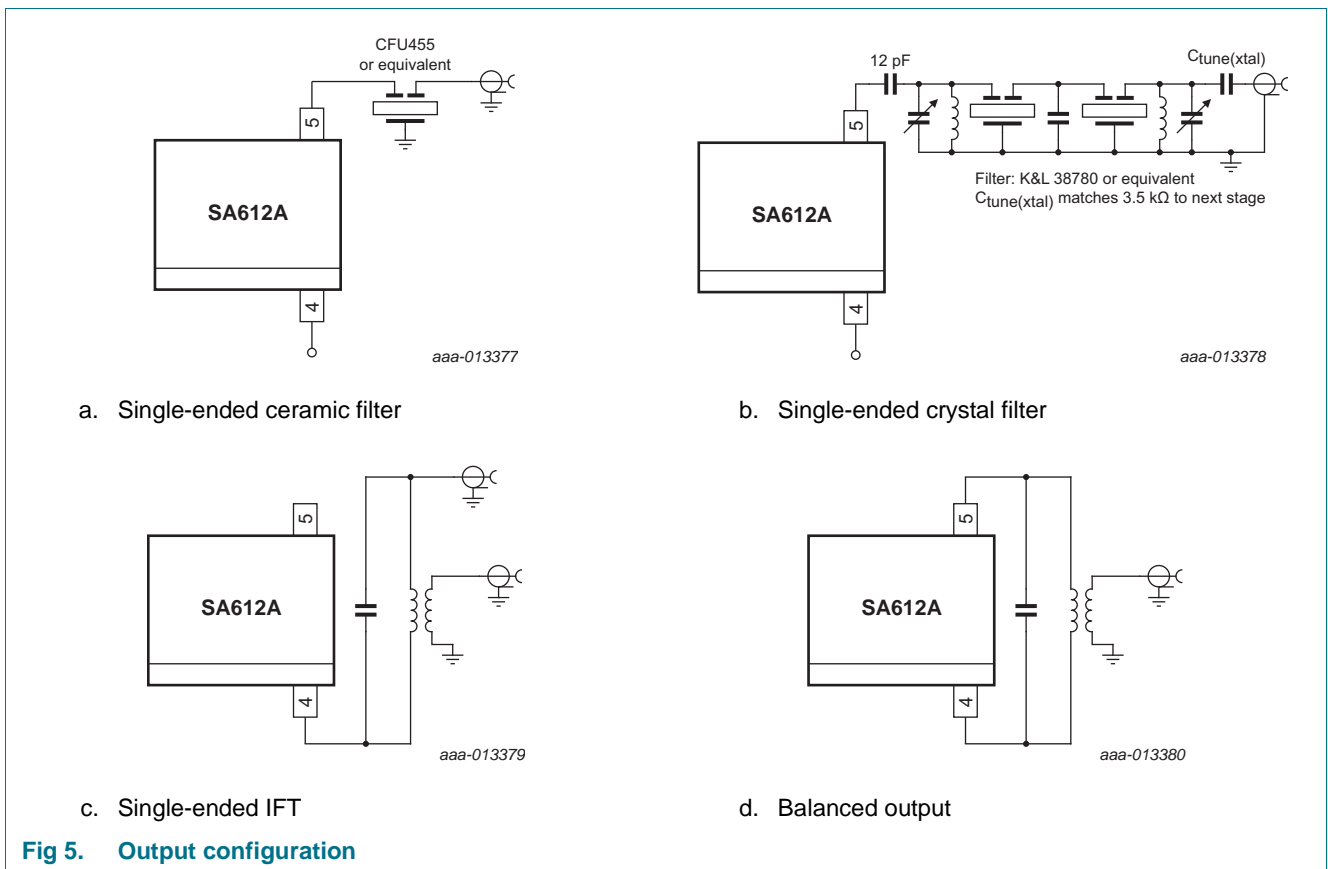 CFU455
or equivalent
5
SA612A
4
aaa-013377
a. Single-ended ceramic filter
12 pF
Ctune(xtal)
5
Filter: K&L 38780 or equivalent
Ctune(xtal) matches 3.5 kΩ to next stage
SA612A
4
aaa-013378
b. Single-ended crystal filter
5
SA612A
4
aaa-013379
c. Single-ended IFT
5
SA612A
4
aaa-013380
d. Balanced output
Fig 5. Output configuration